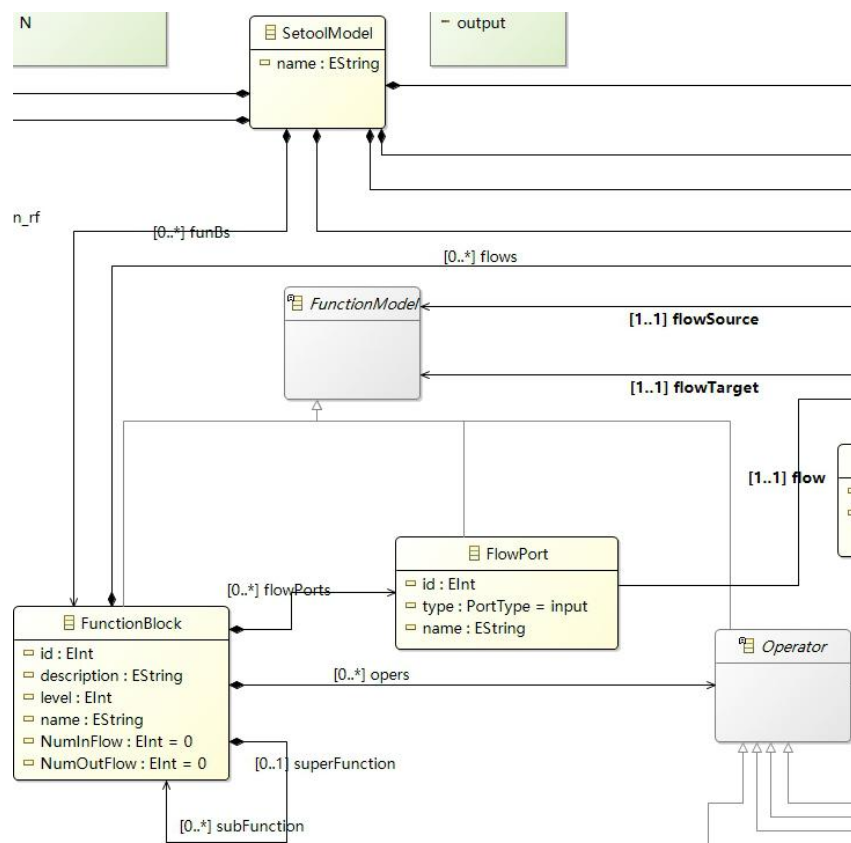 N
SetoolModel
name : EString
output
n_rf
[0..*] funBs
[0..*] flows
FunctionModel
[1..1] flowSource
[1..1] flowTarget
[1..1] flow
FlowPort
id : EInt
type : PortType = input
name : EString
[0..*] flowPorts
FunctionBlock
id : EInt
description : EString
level : EInt
name : EString
NumInFlow : EInt = 0
NumOutFlow : EInt = 0
[0..*] opers
Operator
[0..1] superFunction
[0..*] subFunction